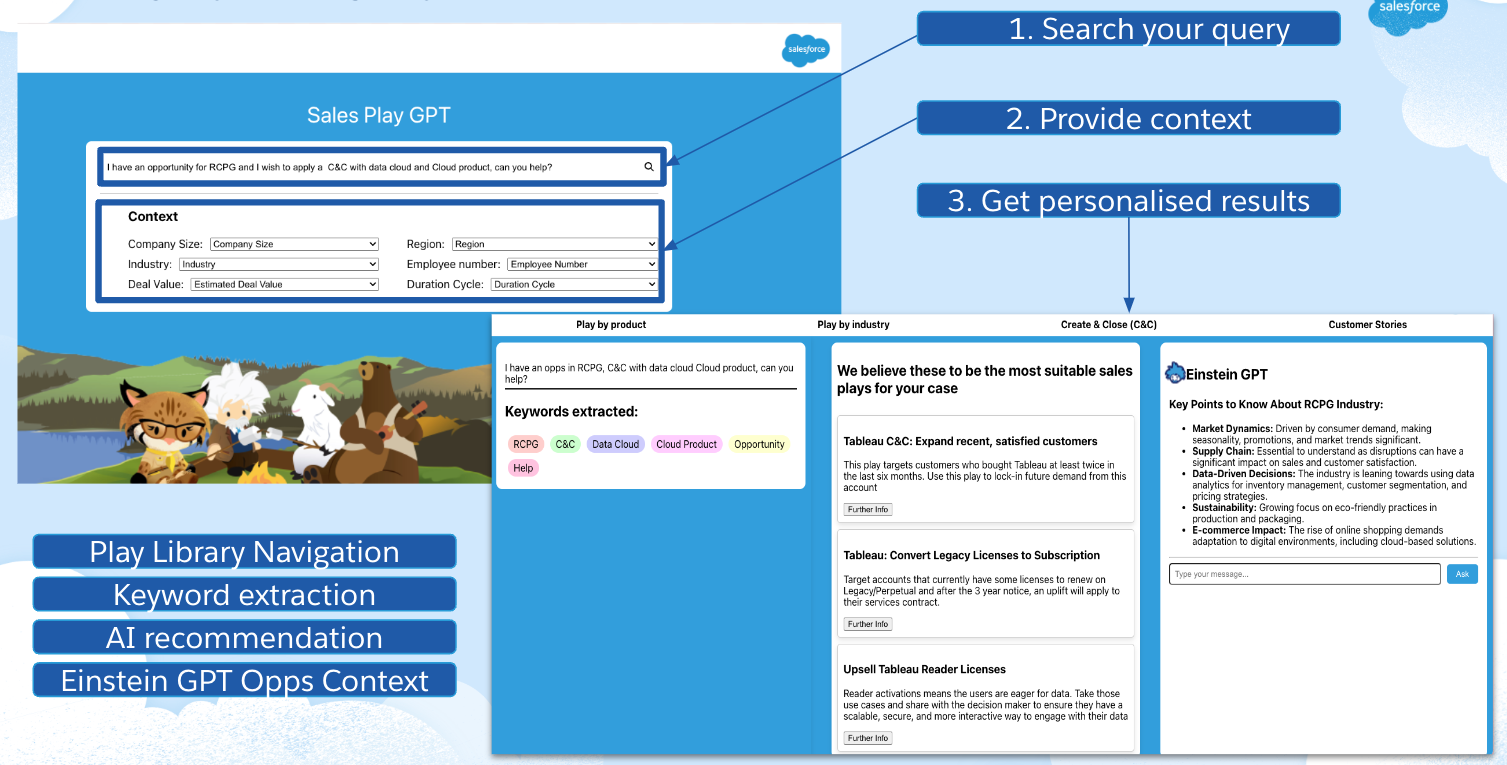 salesforce
1. Search your query
2. Provide context
3. Get personalised results
salesforce
Sales Play GPT
I have an opportunity for RCPG and I wish to apply a C&C with data cloud and Cloud product, can you help?
Context
Company Size: Company Size
Region: Region
Industry: Industry
Employee number: Employee Number
Deal Value: Estimated Deal Value
Duration Cycle: Duration Cycle
Play by product
Play by industry
Create & Close (C&C)
Customer Stories
I have an opps in RCPG, C&C with data cloud Cloud product, can you
help?
Keywords extracted:
RCPG C&C Data Cloud Cloud Product Opportunity
Help
We believe these to be the most suitable sales
plays for your case
Tableau C&C: Expand recent, satisfied customers
This play targets customers who bought Tableau at least twice in
the last six months. Use this play to lock-in future demand from this
account
Further Info
Tableau: Convert Legacy Licenses to Subscription
Target accounts that currently have some licenses to renew on
Legacy/Perpetual and after the 3 year notice, an uplift will apply to
their services contract.
Further Info
Upsell Tableau Reader Licenses
Reader activations means the users are eager for data. Take those
use cases and share with the decision maker to ensure they have a
scalable, secure, and more interactive way to engage with their data
Further Info
Einstein GPT
Key Points to Know About RCPG Industry:
• Market Dynamics: Driven by consumer demand, making
seasonality, promotions, and market trends significant.
• Supply Chain: Essential to understand as disruptions can have a
significant impact on sales and customer satisfaction.
• Data-Driven Decisions: The industry is leaning towards using data
analytics for inventory management, customer segmentation, and
pricing strategies.
• Sustainability: Growing focus on eco-friendly practices in
production and packaging.
• E-commerce Impact: The rise of online shopping demands
adaptation to digital environments, including cloud-based solutions.
Type your message...
Ask
Play Library Navigation
Keyword extraction
AI recommendation
Einstein GPT Opps Context